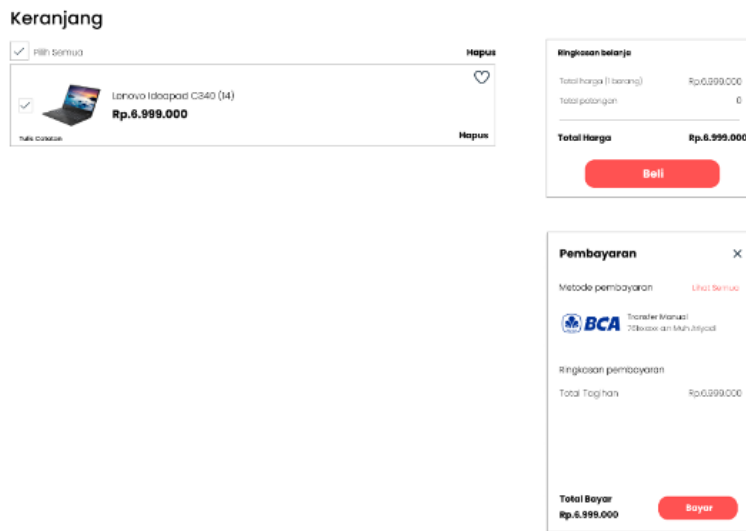 Keranjang
Pilih Semua
Hapus
Lenovo Ideapad C340 (14)
Rp.6.999.000
Tulis Catatan
Hapus
Ringkasan belanja
Total harga (1 barang) Rp.6.999.000
Total potongan 0
Total Harga Rp.6.999.000
Beli
Pembayaran
Metode pembayaran Lihat Semua
BCA
Transfer Manual
an Muh
Ringkasan pembayaran
Total Tagihan Rp.6.999.000
Total Bayar
Rp.6.999.000
Bayar